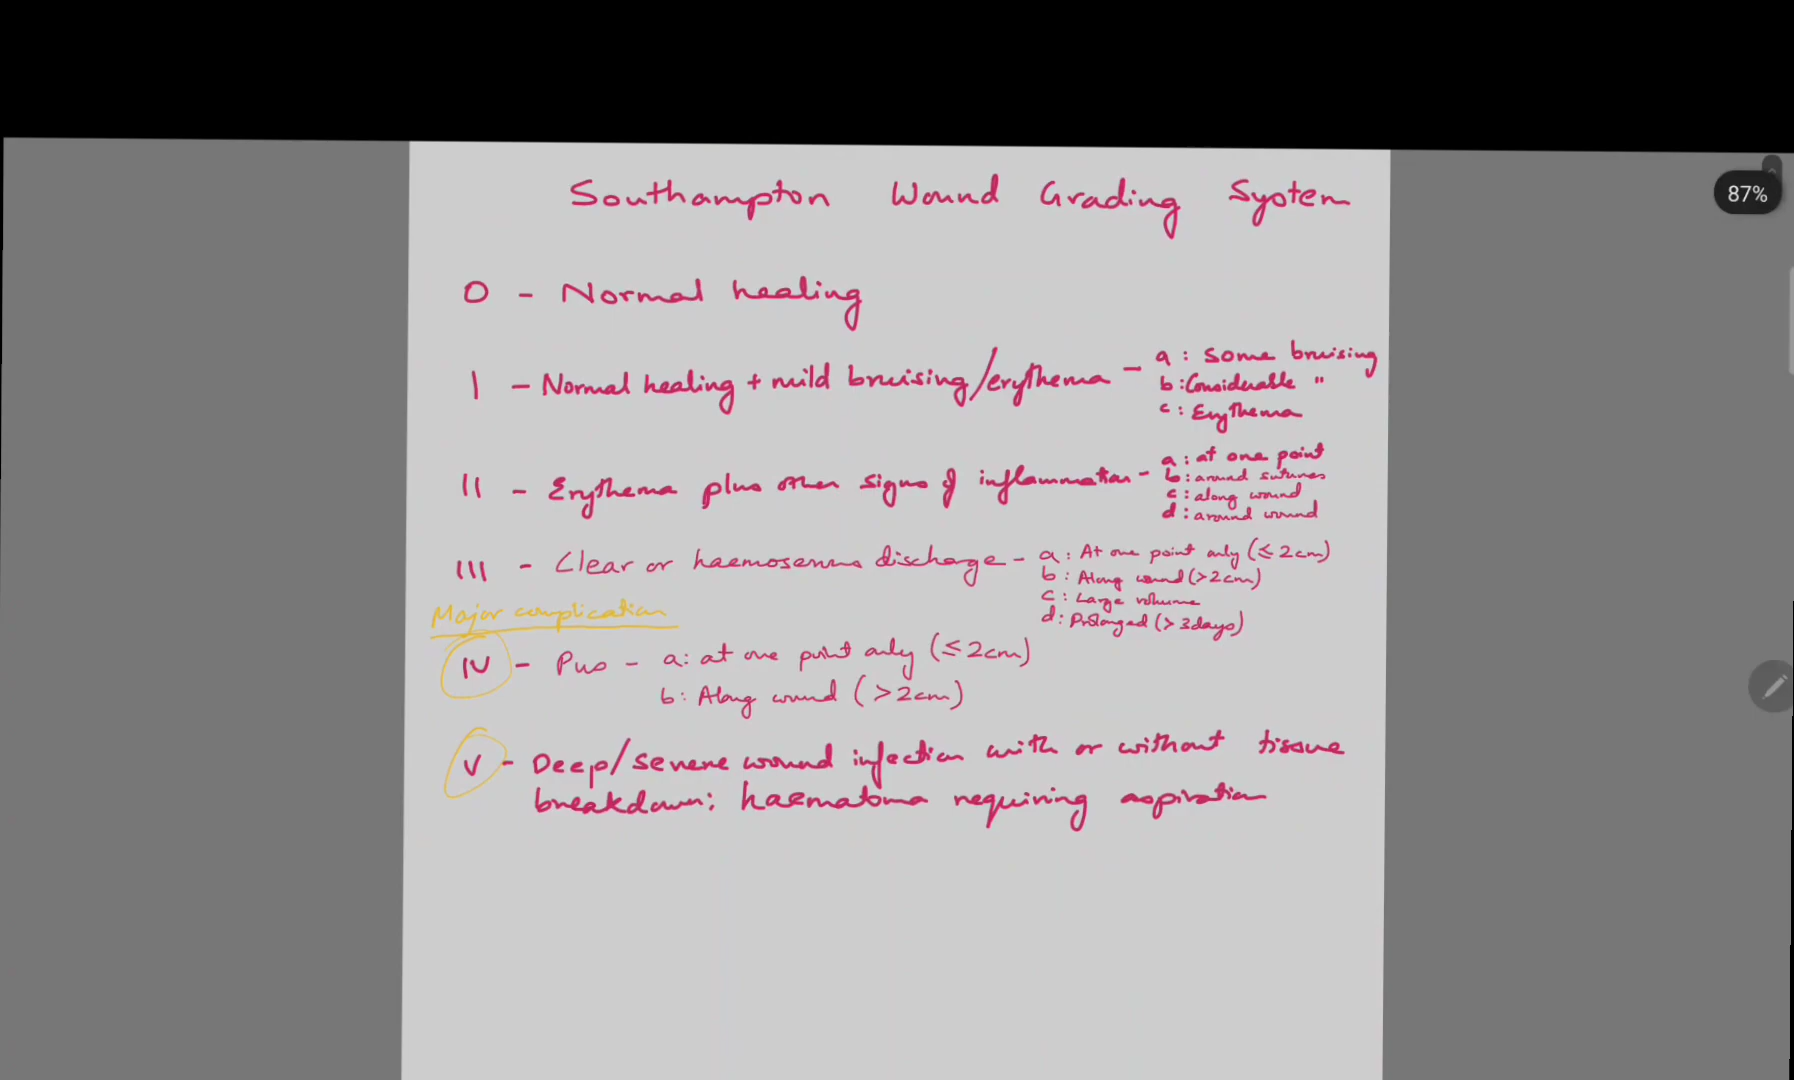 Southampton Wound Grading System
87%
0 - Normal healing
I - Normal healing + mild bruising/erythema - a : some bruising
b : Considerable "
c : Erythema
II - Erythema plus other signs of inflammation - a : at one point
b : around sutures
c : along wound
d : around wound
III - Clear or haemoserous discharge - a : At one point only (≤ 2cm)
b : Along wound (>2cm)
c : Large volume
d : Prolonged (> 3days)
Major complication
IV - Pus - a: at one point only (≤2cm)
b: Along wound (>2cm)
V - Deep/severe wound infection with or without tissue
breakdown; haematoma requiring aspiration